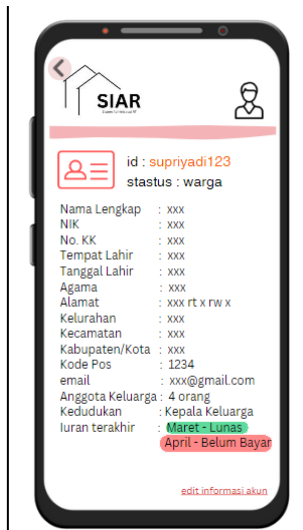 SIAR
id : supriyadi123
stastus : warga
Nama Lengkap : xxx
NIK : xxx
No. KK : xxx
Tempat Lahir : xxx
Tanggal Lahir : xxx
Agama : xxx
Alamat : xxx rt x rw x
Kelurahan : xxx
Kecamatan : xxx
Kabupaten/Kota : xxx
Kode Pos : 1234
email : xxx@gmail.com
Anggota Keluarga : 4 orang
Kedudukan : Kepala Keluarga
Iuran terakhir : Maret - Lunas
April - Belum Bayar
edit informasi akun